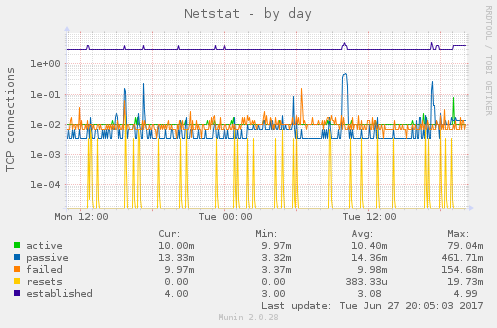 Netstat - by day
RRDTOOL / TOBI OETIKER
TCP connections
1e+00
1e-01
1e-02
1e-03
1e-04
Mon 12:00 Tue 00:00 Tue 12:00
Cur: Min: Avg: Max:
active 10.00m 9.97m 10.40m 79.04m
passive 13.33m 3.32m 14.36m 461.71m
failed 9.97m 3.37m 9.98m 154.68m
resets 0.00 0.00 383.33u 19.73m
established 4.00 3.00 3.08 4.99
Last update: Tue Jun 27 20:05:03 2017
Munin 2.0.28